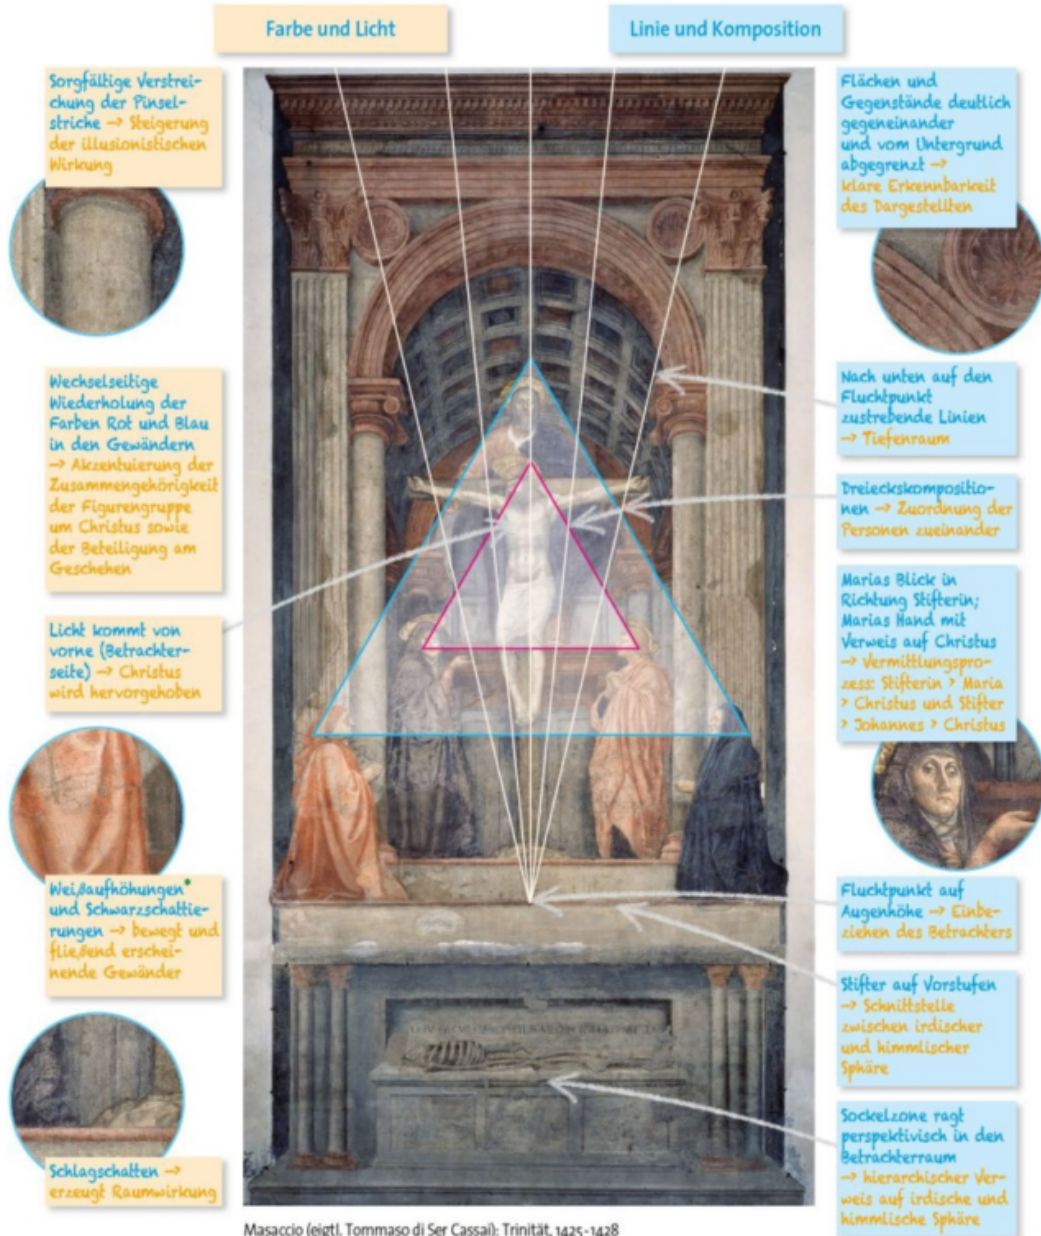 Farbe und Licht
Linie und Komposition
Sorgfältige Verstrei-
chung der Pinsel-
striche → Steigerung
der illusionistischen
Wirkung
Wechselseitige
Wiederholung der
Farben Rot und Blau
in den Gewändern
→ Akzentuierung der
Zusammengehörigkeit
der Figurengruppe
um Christus sowie
der Beteiligung am
Geschehen
Licht kommt von
vorne (Betrachter-
seite) → Christus
wird hervorgehoben
Weißaufhöhungen*
und Schwarzschattie-
rungen → bewegt und
fließend erschei-
nende Gewänder
Schlagschatten →
erzeugt Raumwirkung
Flächen und
Gegenstände deutlich
gegeneinander
und vom Untergrund
abgegrenzt →
klare Erkennbarkeit
des Dargestellten
Nach unten auf den
Fluchtpunkt
zustrebende Linien
→ Tiefenraum
Dreieckskompositio-
nen → Zuordnung der
Personen zueinander
Marias Blick in
Richtung Stifterin;
Marias Hand mit
Verweis auf Christus
→ Vermittlungspro-
zess: Stifterin > Maria
> Christus und Stifter
> Johannes > Christus
Fluchtpunkt auf
Augenhöhe → Einbe-
ziehen des Betrachters
Stifter auf Vorstufen
→ Schnittstelle
zwischen irdischer
und himmlischer
Sphäre
Sockelzone ragt
perspektivisch in den
Betrachterraum
→ hierarchischer Ver-
weis auf irdische und
himmlische Sphäre
Masaccio (eigtl. Tommaso di Ser Cassai): Trinität, 1425-1428